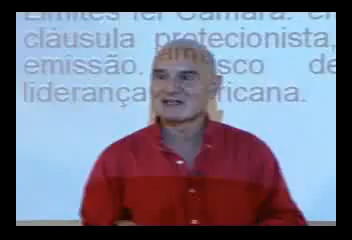 Limites lei Câmara:
cláusula protecionista,
emissão. de
liderança